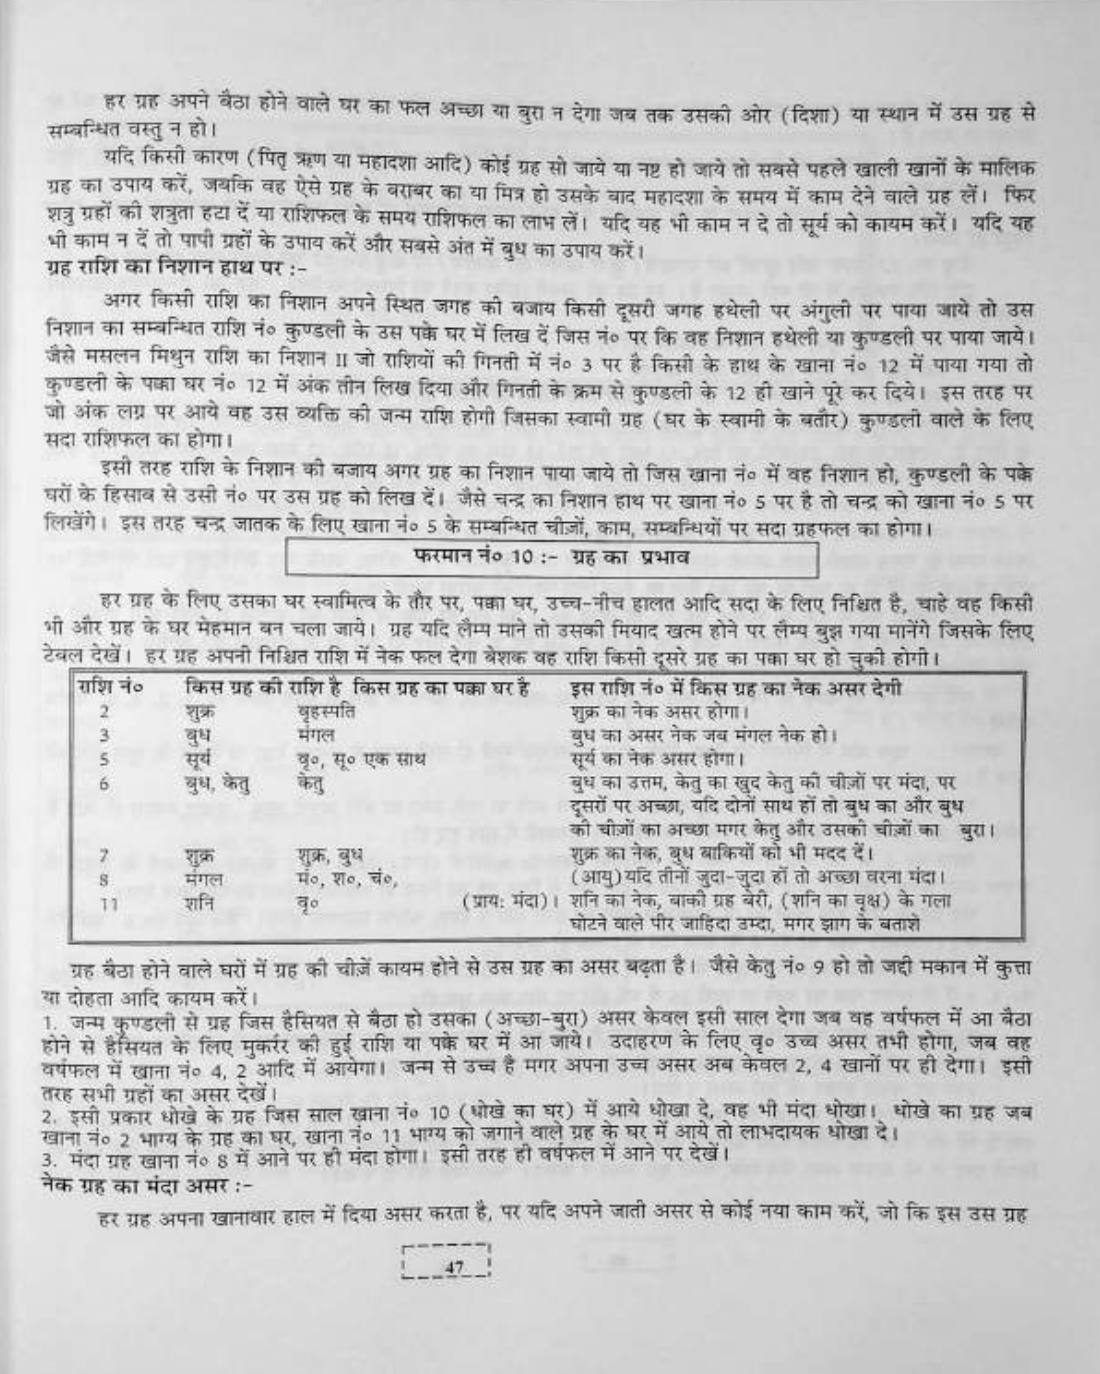 हर ग्रह अपने बैठा होने वाले घर का फल अच्छा या बुरा न देगा जब तक उसकी ओर (दिशा) या स्थान में उस ग्रह से
सम्बन्धित वस्तु न हो।
यदि किसी कारण (पितृ ऋण या महादशा आदि) कोई ग्रह सो जाये या नष्ट हो जाये तो सबसे पहले खाली खानों के मालिक
ग्रह का उपाय करें, जबकि वह ऐसे ग्रह के बराबर का या मित्र हो उसके बाद महादशा के समय में काम देने वाले ग्रह लें। फिर
शत्रु ग्रहों की शत्रुता हटा दें या राशिफल के समय राशिफल का लाभ लें। यदि यह भी काम न दे तो सूर्य को कायम करें। यदि यह
भी काम न दें तो पापी ग्रहों के उपाय करें और सबसे अंत में बुध का उपाय करें।
ग्रह राशि का निशान हाथ पर :-
अगर किसी राशि का निशान अपने स्थित जगह की बजाय किसी दूसरी जगह हथेली पर अंगुली पर पाया जाये तो उस
निशान का सम्बन्धित राशि नं० कुण्डली के उस पक्के घर में लिख दें जिस नं० पर कि वह निशान हथेली या कुण्डली पर पाया जाये।
जैसे मसलन मिथुन राशि का निशान II जो राशियों की गिनती में नं० 3 पर है किसी के हाथ के खाना नं० 12 में पाया गया तो
कुण्डली के पक्का घर नं० 12 में अंक तीन लिख दिया और गिनती के क्रम से कुण्डली के 12 ही खाने पूरे कर दिये। इस तरह पर
जो अंक लग्न पर आये वह उस व्यक्ति की जन्म राशि होगी जिसका स्वामी ग्रह (घर के स्वामी के बतौर) कुण्डली वाले के लिए
सदा राशिफल का होगा।
इसी तरह राशि के निशान की बजाय अगर ग्रह का निशान पाया जाये तो जिस खाना नं० में वह निशान हो, कुण्डली के पक्के
घरों के हिसाब से उसी नं० पर उस ग्रह को लिख दें। जैसे चन्द्र का निशान हाथ पर खाना नं० 5 पर है तो चन्द्र को खाना नं० 5 पर
लिखेंगे। इस तरह चन्द्र जातक के लिए खाना नं० 5 के सम्बन्धित चीज़ों, काम, सम्बन्धियों पर सदा ग्रहफल का होगा।
फरमान नं० 10 :- ग्रह का प्रभाव
हर ग्रह के लिए उसका घर स्वामित्व के तौर पर, पक्का घर, उच्च-नीच हालत आदि सदा के लिए निश्चित है, चाहे वह किसी
भी और ग्रह के घर मेहमान बन चला जाये। ग्रह यदि लैम्प माने तो उसकी मियाद खत्म होने पर लैम्प बुझ गया मानेंगे जिसके लिए
टेबल देखें। हर ग्रह अपनी निश्चित राशि में नेक फल देगा बेशक वह राशि किसी दूसरे ग्रह का पक्का घर हो चुकी होगी।
राशि नं० किस ग्रह की राशि है किस ग्रह का पक्का घर है इस राशि नं० में किस ग्रह का नेक असर देगी
2 शुक्र वृहस्पति शुक्र का नेक असर होगा।
3 बुध मंगल बुध का असर नेक जब मंगल नेक हो।
5 सूर्य वृ०, सू० एक साथ सूर्य का नेक असर होगा।
6 बुध, केतु केतु बुध का उत्तम, केतु का खुद केतु की चीज़ों पर मंदा, पर
दूसरों पर अच्छा, यदि दोनों साथ हों तो बुध का और बुध
की चीज़ों का अच्छा मगर केतु और उसकी चीज़ों का बुरा।
7 शुक्र शुक्र, बुध शुक्र का नेक, बुध बाकियों को भी मदद दें।
8 मंगल मं०, श०, चं०, (आयु) यदि तीनों जुदा-जुदा हों तो अच्छा वरना मंदा।
11 शनि वृ० (प्राय: मंदा)। शनि का नेक, बाकी ग्रह बेरी, (शनि का वृक्ष) के गला
घोटने वाले पीर जाहिदा उम्दा, मगर झाग के बताशे
ग्रह बैठा होने वाले घरों में ग्रह की चीज़ें कायम होने से उस ग्रह का असर बढ़ता है। जैसे केतु नं० 9 हो तो जद्दी मकान में कुत्ता
या दोहता आदि कायम करें।
1. जन्म कुण्डली से ग्रह जिस हैसियत से बैठा हो उसका (अच्छा-बुरा) असर केवल इसी साल देगा जब वह वर्षफल में आ बैठा
होने से हैसियत के लिए मुकर्रर की हुई राशि या पक्के घर में आ जाये। उदाहरण के लिए वृ० उच्च असर तभी होगा, जब वह
वर्षफल में खाना नं० 4, 2 आदि में आयेगा। जन्म से उच्च है मगर अपना उच्च असर अब केवल 2, 4 खानों पर ही देगा। इसी
तरह सभी ग्रहों का असर देखें।
2. इसी प्रकार धोखे के ग्रह जिस साल खाना नं० 10 (धोखे का घर) में आये धोखा दे, वह भी मंदा धोखा। धोखे का ग्रह जब
खाना नं० 2 भाग्य के ग्रह का घर, खाना नं० 11 भाग्य को जगाने वाले ग्रह के घर में आये तो लाभदायक धोखा दे।
3. मंदा ग्रह खाना नं० 8 में आने पर ही मंदा होगा। इसी तरह ही वर्षफल में आने पर देखें।
नेक ग्रह का मंदा असर :-
हर ग्रह अपना खानावार हाल में दिया असर करता है, पर यदि अपने जाती असर से कोई नया काम करें, जो कि इस उस ग्रह
47